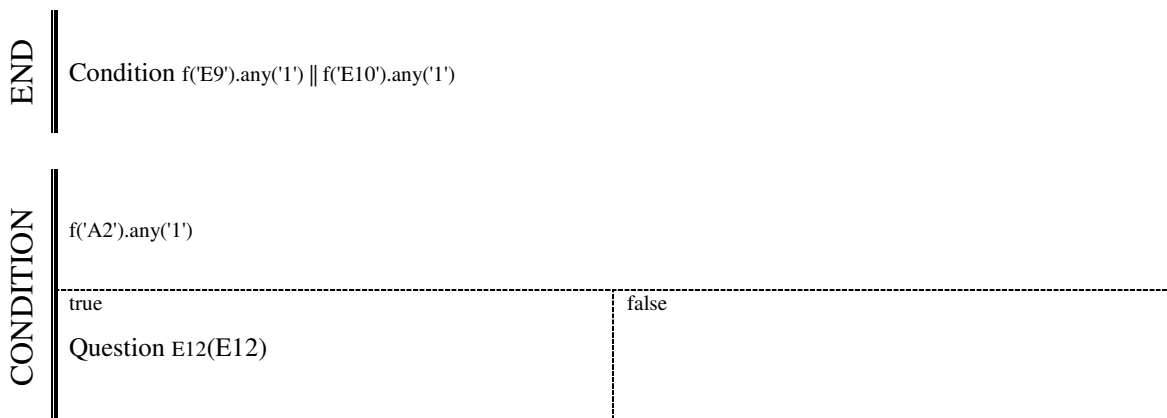 END
Condition f('E9').any('1') || f('E10').any('1')
CONDITION
f('A2').any('1')
true
false
Question E12(E12)